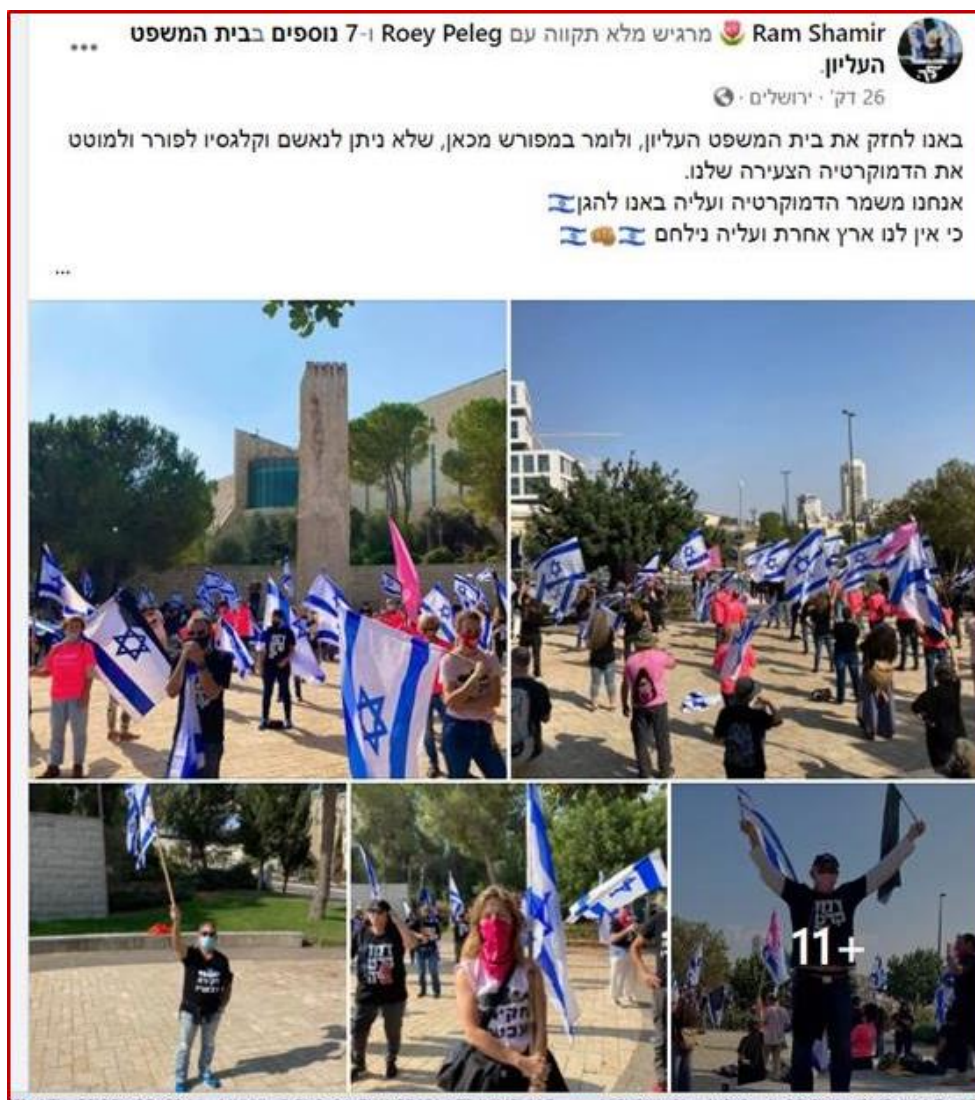 Ram Shamir 🌷 מרגיש מלא תקווה עם Roey Peleg ו-7 נוספים בבית המשפט
העליון.
26 דק' · ירושלים ·
באנו לחזק את בית המשפט העליון, ולומר במפורש מכאן, שלא ניתן לנאשם וקלגסיו לפורר ולמוטט
את הדמוקרטיה הצעירה שלנו.
אנחנו משמר הדמוקרטיה ועליה באנו להגן🇮🇱
כי אין לנו ארץ אחרת ועליה נילחם 🇮🇱👊🇮🇱
...
11+